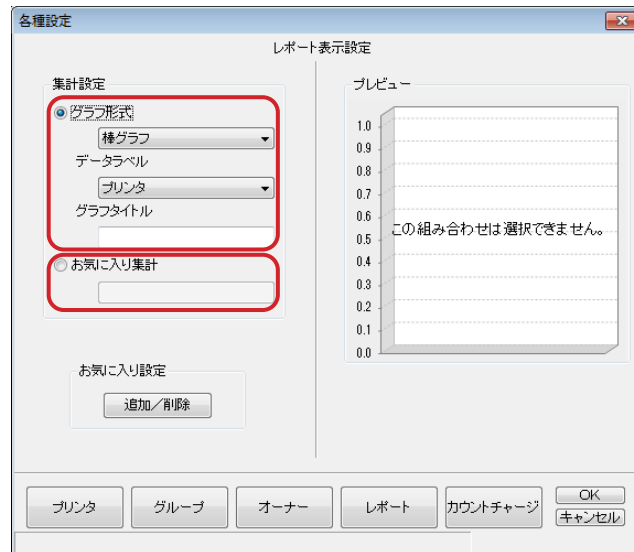 各種設定
レポート表示設定
集計設定
グラフ形式
棒グラフ
データラベル
プリンタ
グラフタイトル
お気に入り集計
お気に入り設定
追加／削除
プレビュー
1.0
0.9
0.8
0.7
0.6
0.5
0.4
0.3
0.2
0.1
0.0
この組み合わせは選択できません。
プリンタ
グループ
オーナー
レポート
カウントチャージ
OK
キャンセル